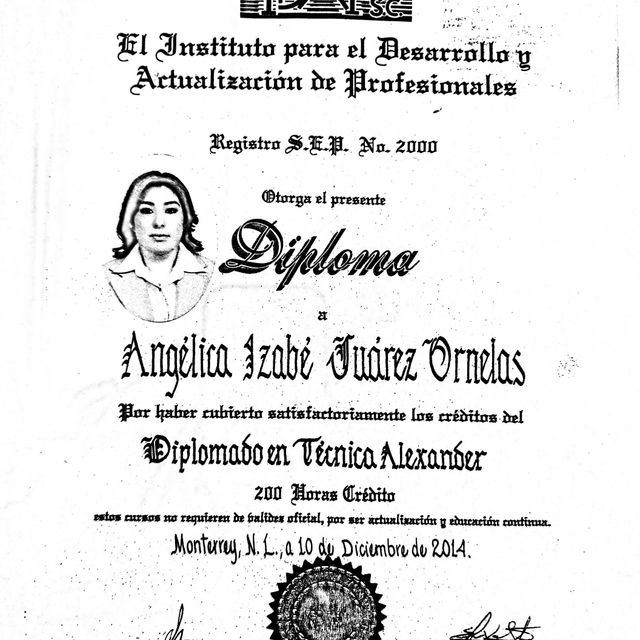 El Instituto para el Desarrollo y
Actualización de Profesionales
Registro S.E.P. No. 2000
Otorga el presente
Diploma
a
Angélica Izabé Juárez Ornelas
Por haber cubierto satisfactoriamente los créditos del
Diplomado en Técnica Alexander
200 Horas Crédito
estos cursos no requieren de validez oficial, por ser actualización y educación continua.
Monterrey, N. L., a 10 de Diciembre de 2014.